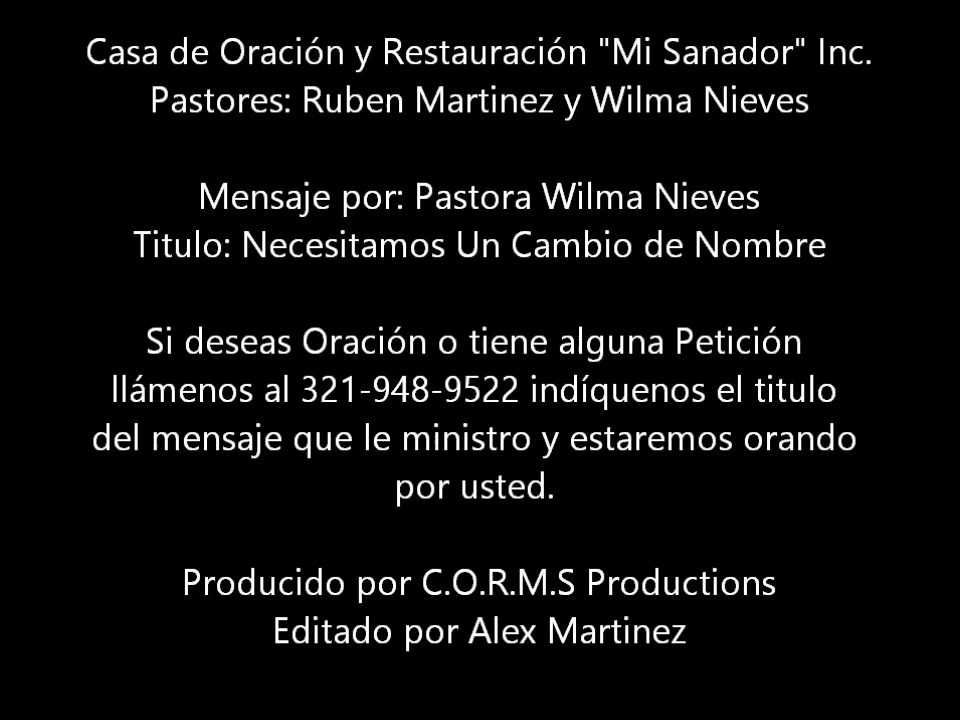 Casa de Oración y Restauración "Mi Sanador" Inc.
Pastores: Ruben Martinez y Wilma Nieves
Mensaje por: Pastora Wilma Nieves
Titulo: Necesitamos Un Cambio de Nombre
Si deseas Oración o tiene alguna Petición
llámenos al 321-948-9522 indíquenos el titulo
del mensaje que le ministro y estaremos orando
por usted.
Producido por C.O.R.M.S Productions
Editado por Alex Martinez